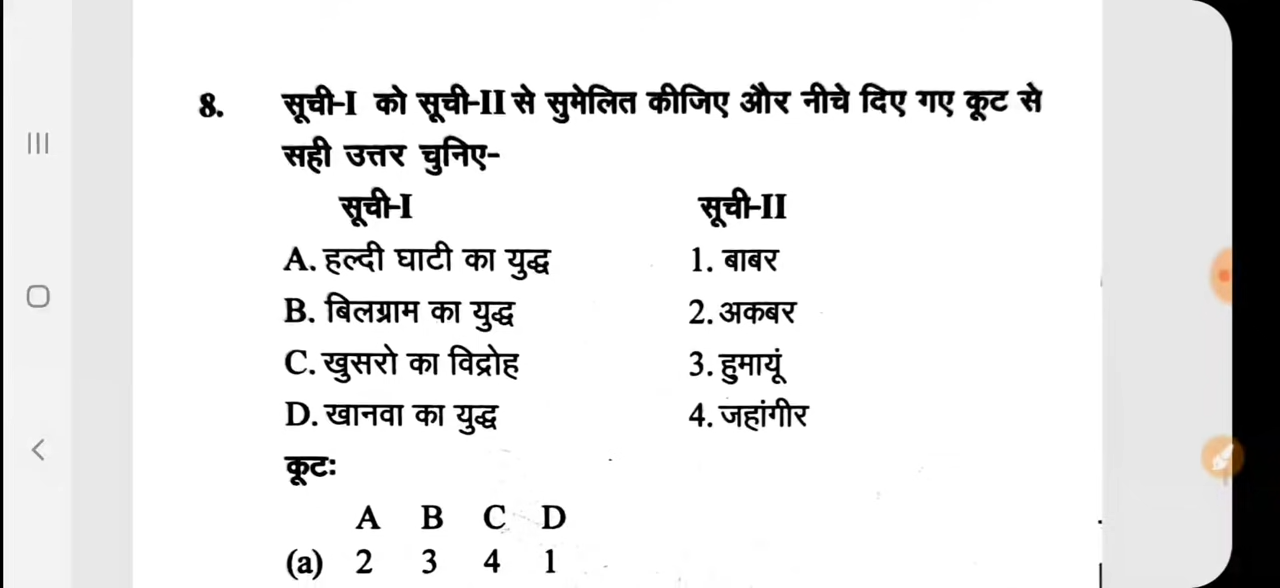 8. सूची-I को सूची-II से सुमेलित कीजिए और नीचे दिए गए कूट से
सही उत्तर चुनिए-
सूची-I सूची-II
A. हल्दी घाटी का युद्ध 1. बाबर
B. बिलग्राम का युद्ध 2. अकबर
C. खुसरो का विद्रोह 3. हुमायूं
D. खानवा का युद्ध 4. जहांगीर
कूटः
A B C D
(a) 2 3 4 1